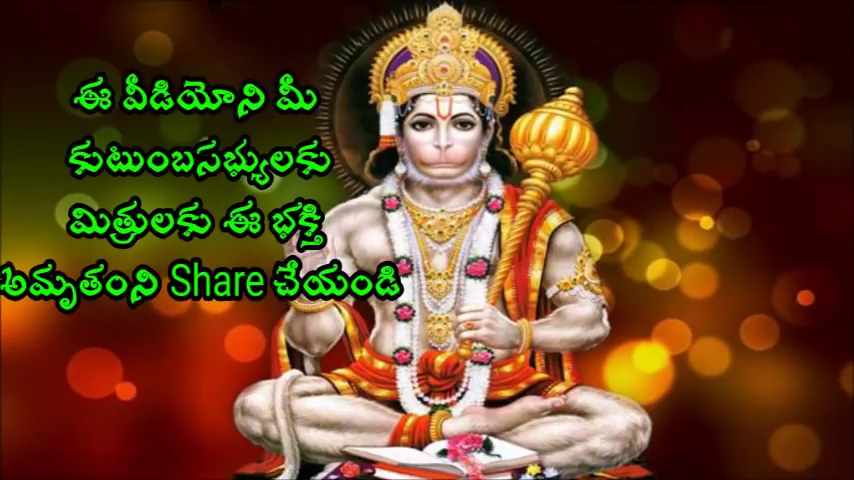 ఈ వీడియోని మీ
కుటుంబసభ్యులకు
మిత్రులకు ఈ భక్తి
అమృతంని Share చేయండి